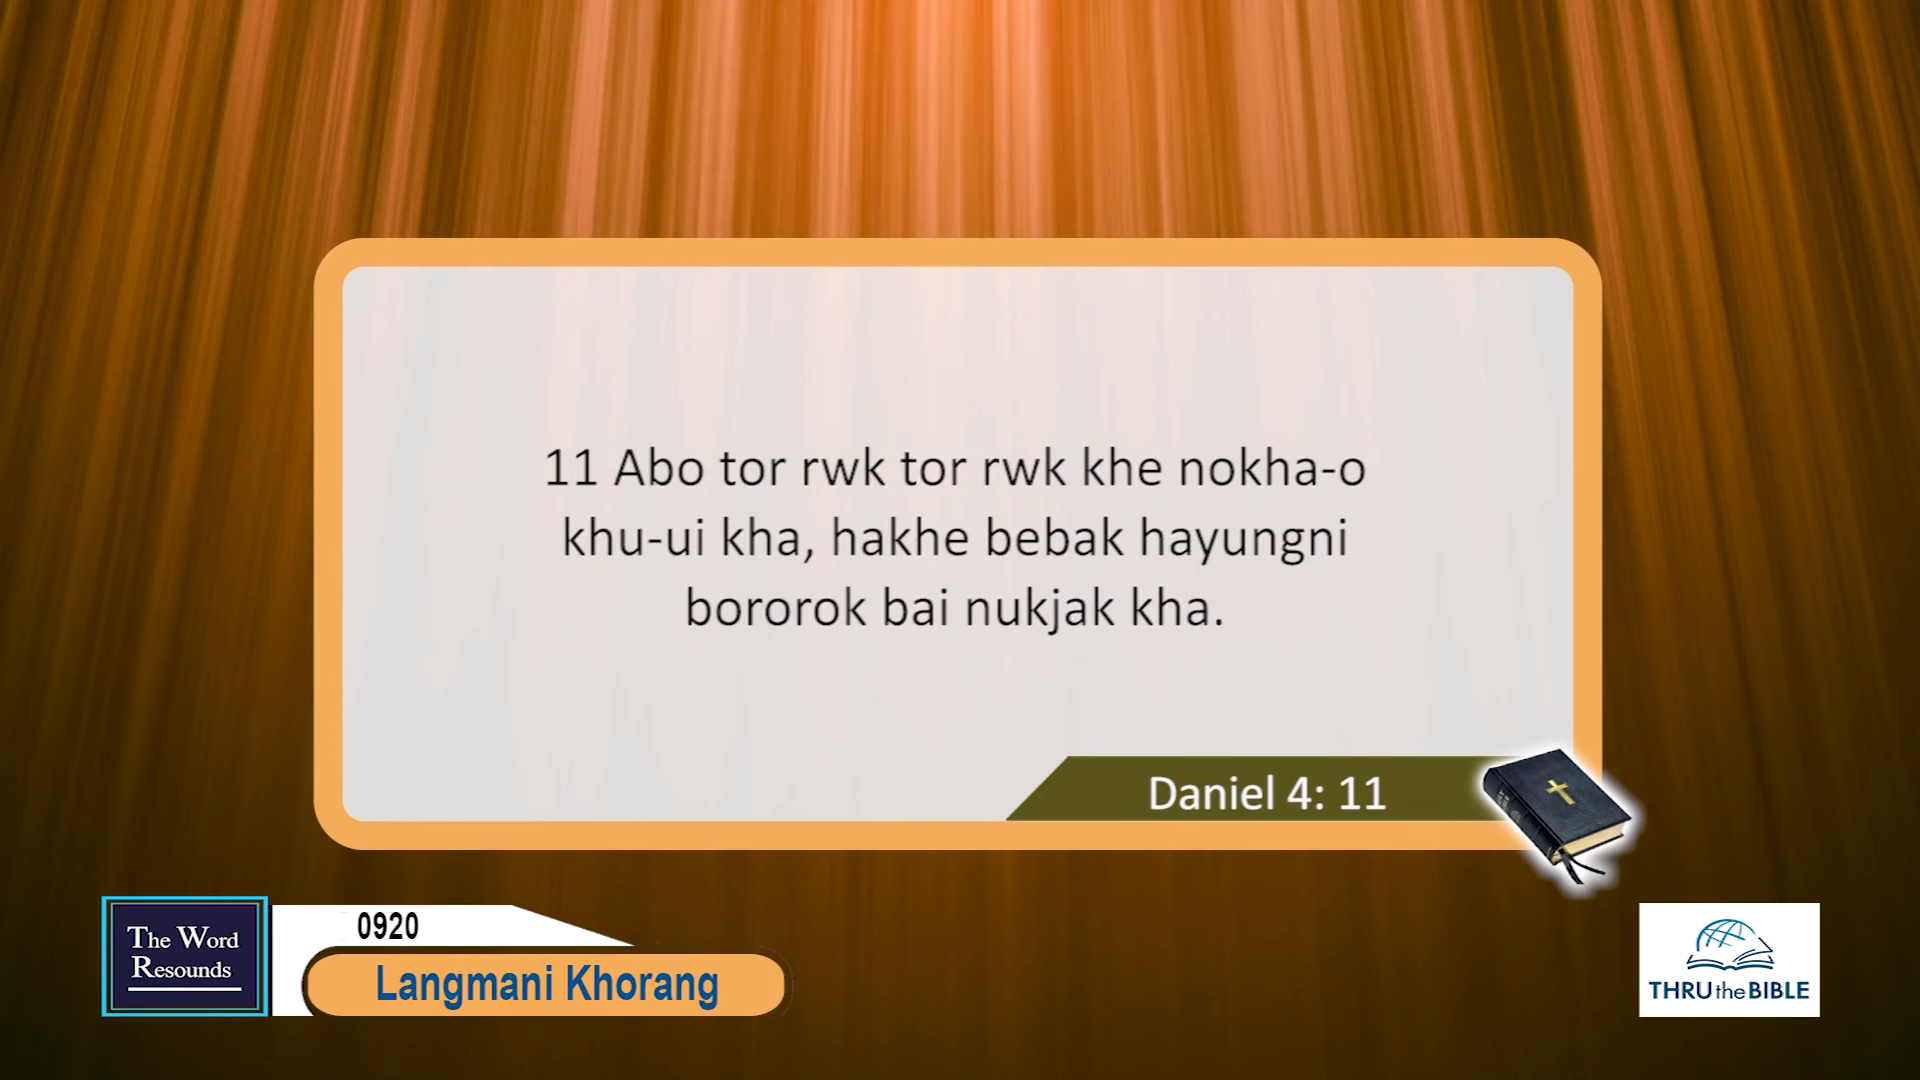 11 Abo tor rwk tor rwk khe nokha-o
khu-ui kha, hakhe bebak hayungni
bororok bai nukjak kha.
Daniel 4: 11
The Word
Resounds
0920
Langmani Khorang
THRU the BIBLE